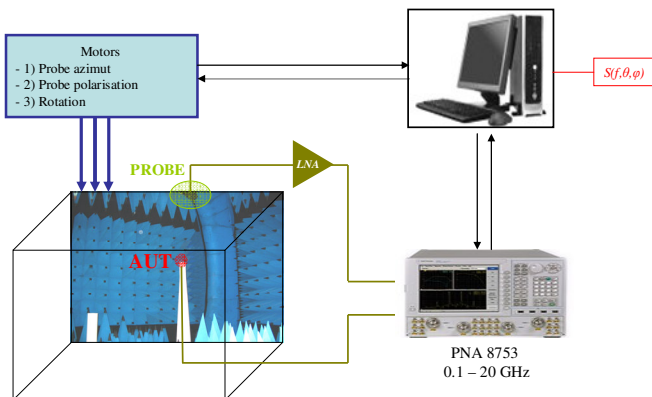 Motors
- 1) Probe azimut
- 2) Probe polarisation
- 3) Rotation
S(f,θ,φ)
PROBE
LNA
AUT
PNA 8753
0.1 – 20 GHz